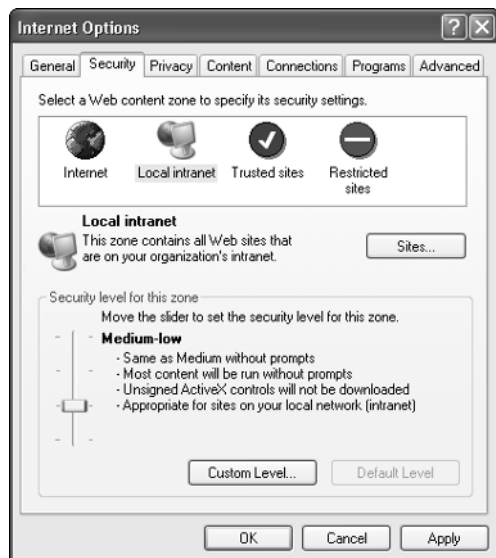 Internet Options
General Security Privacy Content Connections Programs Advanced
Select a Web content zone to specify its security settings.
Internet Local intranet Trusted sites Restricted
sites
Local intranet
This zone contains all Web sites that
are on your organization's intranet.
Sites...
Security level for this zone
Move the slider to set the security level for this zone.
Medium-low
- Same as Medium without prompts
- Most content will be run without prompts
- Unsigned ActiveX controls will not be downloaded
- Appropriate for sites on your local network (intranet)
Custom Level... Default Level
OK Cancel Apply